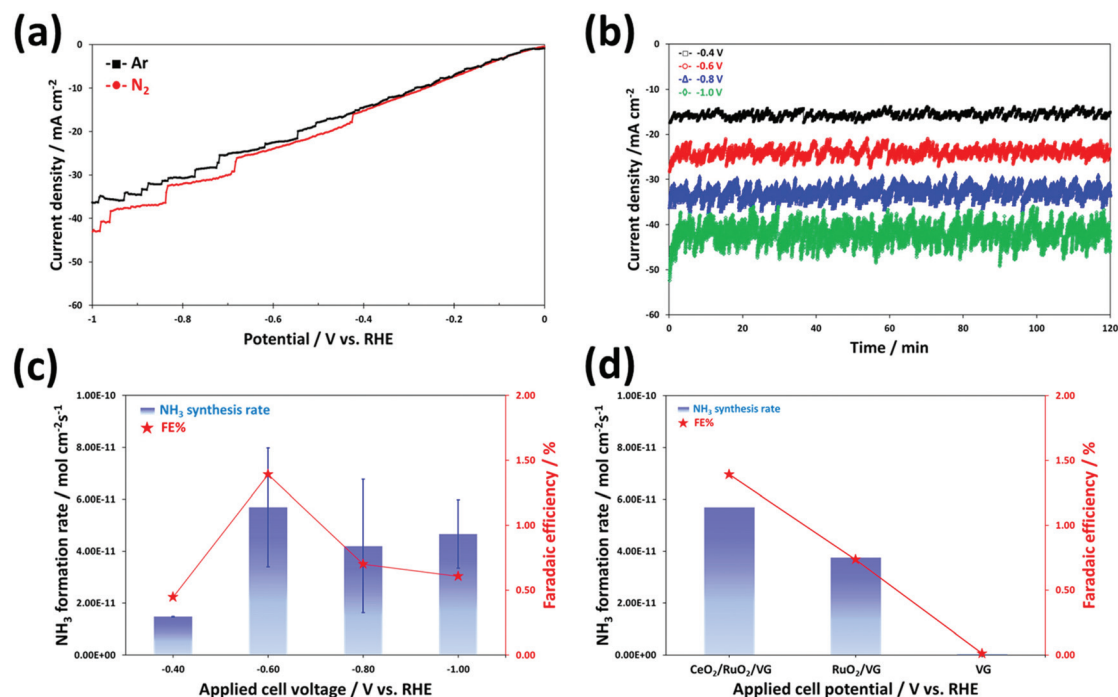 (a)
-■- Ar
-●- N₂
0
-10
-20
-30
-40
-50
-60
Current density / mA cm⁻²
-1
-0.8
-0.6
-0.4
-0.2
0
Potential / V vs. RHE
(b)
-□- -0.4 V
-○- -0.6 V
-△- -0.8 V
-◊- -1.0 V
0
-10
-20
-30
-40
-50
-60
Current density /mA cm⁻²
0
20
40
60
80
100
120
Time / min
(c)
NH₃ synthesis rate
★ FE%
1.00E-10
8.00E-11
6.00E-11
4.00E-11
2.00E-11
0.00E+00
NH₃ formation rate / mol cm⁻²s⁻¹
2.00
1.50
1.00
0.50
0.00
Faradaic efficiency / %
-0.40
-0.60
-0.80
-1.00
Applied cell voltage / V vs. RHE
(d)
NH₃ synthesis rate
★ FE%
1.00E-10
8.00E-11
6.00E-11
4.00E-11
2.00E-11
0.00E+00
NH₃ formation rate / mol cm⁻²s⁻¹
2.00
1.50
1.00
0.50
0.00
Faradaic efficiency / %
CeO₂/RuO₂/VG
RuO₂/VG
VG
Applied cell potential / V vs. RHE